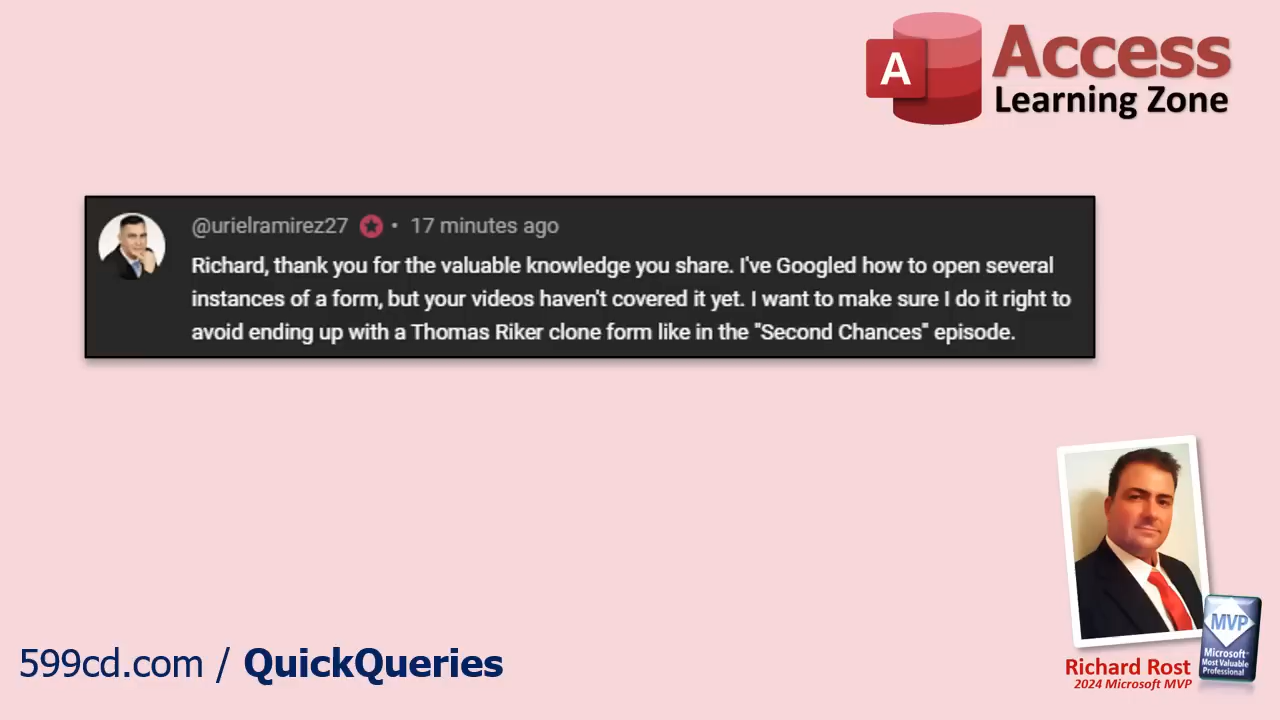 A
Access
Learning Zone
@urielramirez27 • 17 minutes ago
Richard, thank you for the valuable knowledge you share. I've Googled how to open several
instances of a form, but your videos haven't covered it yet. I want to make sure I do it right to
avoid ending up with a Thomas Riker clone form like in the "Second Chances" episode.
MVP
Microsoft®
Most Valuable
Professional
Richard Rost
2024 Microsoft MVP
599cd.com / QuickQueries